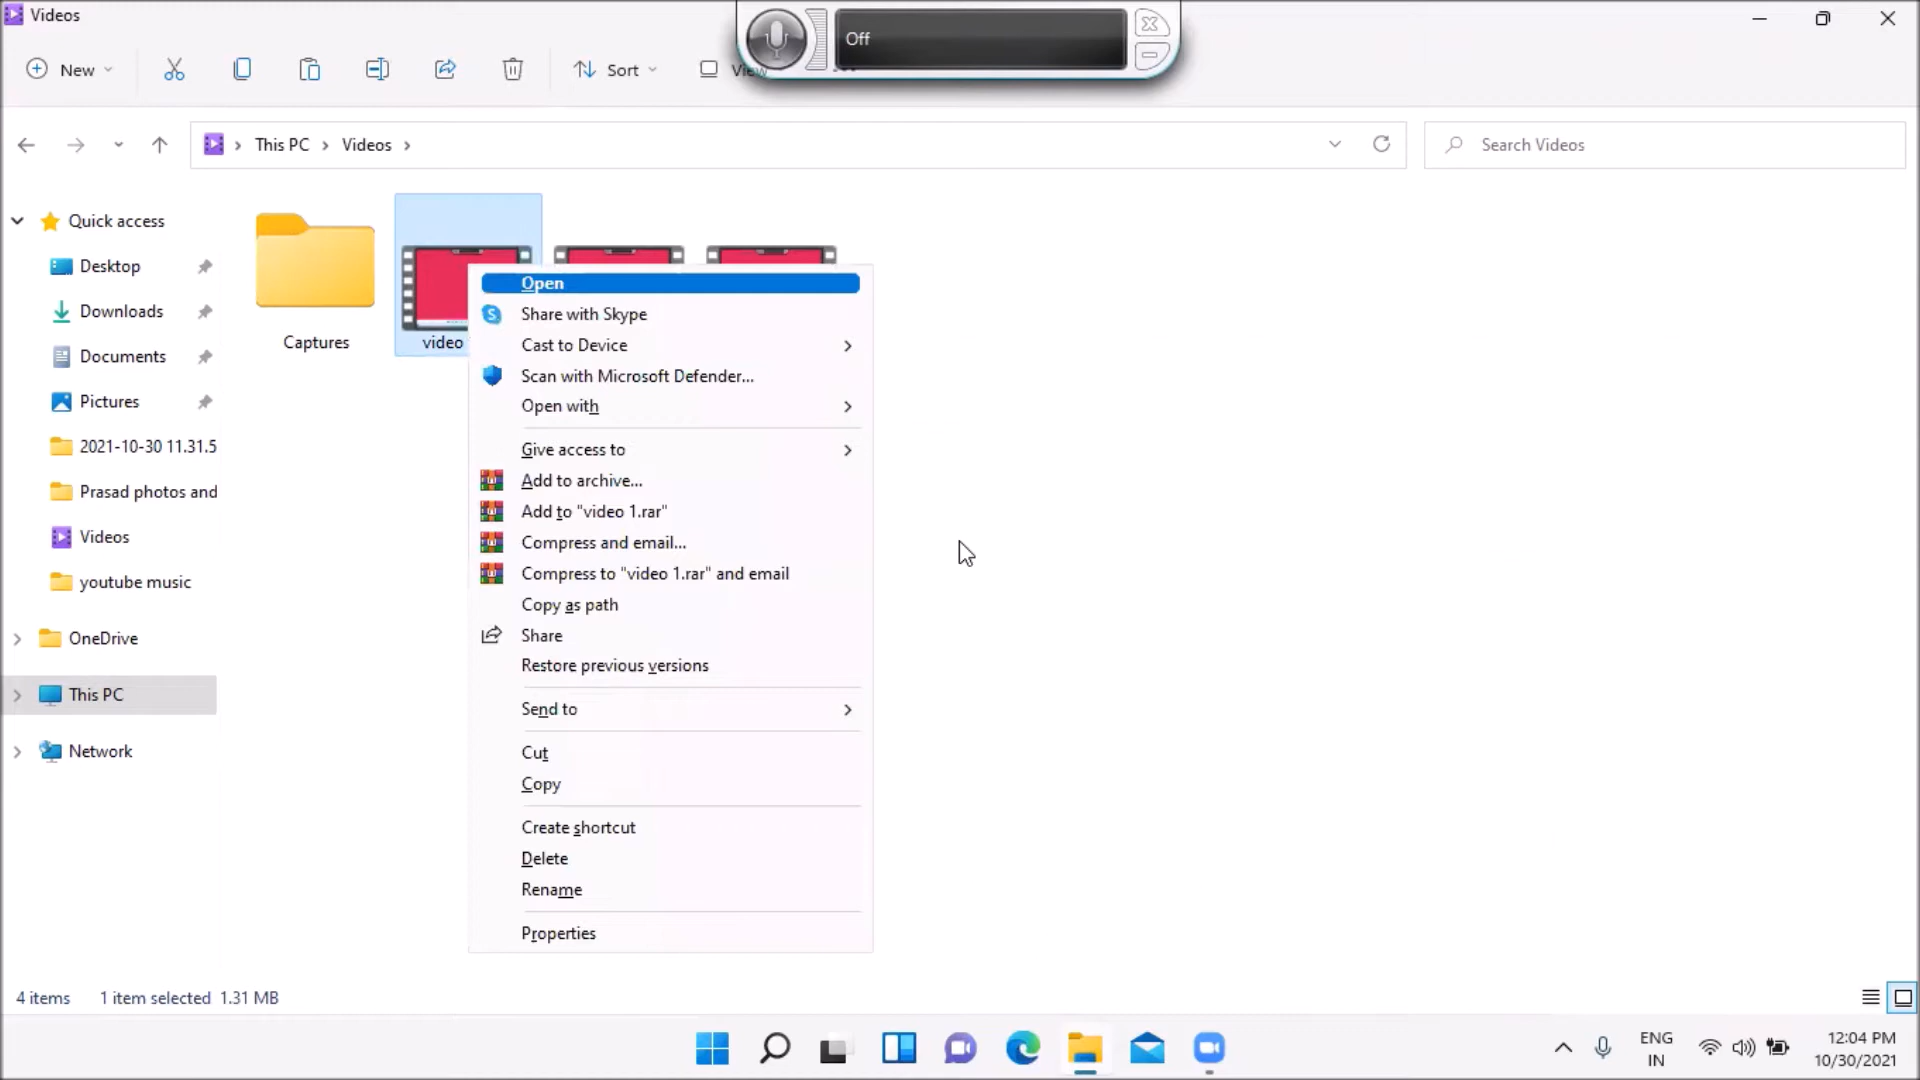 Videos
Off
New
Sort
View
This PC
Videos
Search Videos
Quick access
Desktop
Downloads
Documents
Pictures
2021-10-30 11.31.5
Prasad photos and
Videos
youtube music
OneDrive
This PC
Network
Captures
video
Open
Share with Skype
Cast to Device
Scan with Microsoft Defender...
Open with
Give access to
Add to archive...
Add to "video 1.rar"
Compress and email...
Compress to "video 1.rar" and email
Copy as path
Share
Restore previous versions
Send to
Cut
Copy
Create shortcut
Delete
Rename
Properties
4 items
1 item selected 1.31 MB
ENG
IN
12:04 PM
10/30/2021